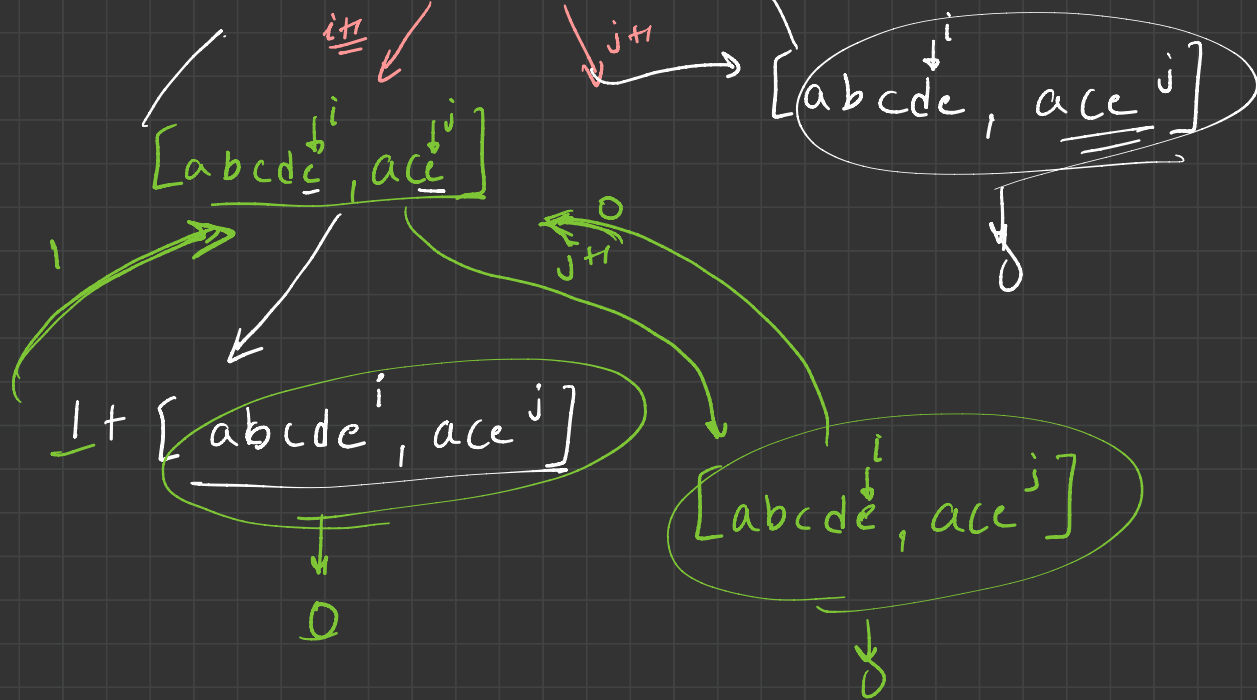 i+1
j+1
i
[abcde, ace j]
i j
[abcde, ace]
1
0
j+1
0
i j
1 + [abcde, ace]
i j
[abcde, ace]
0
0